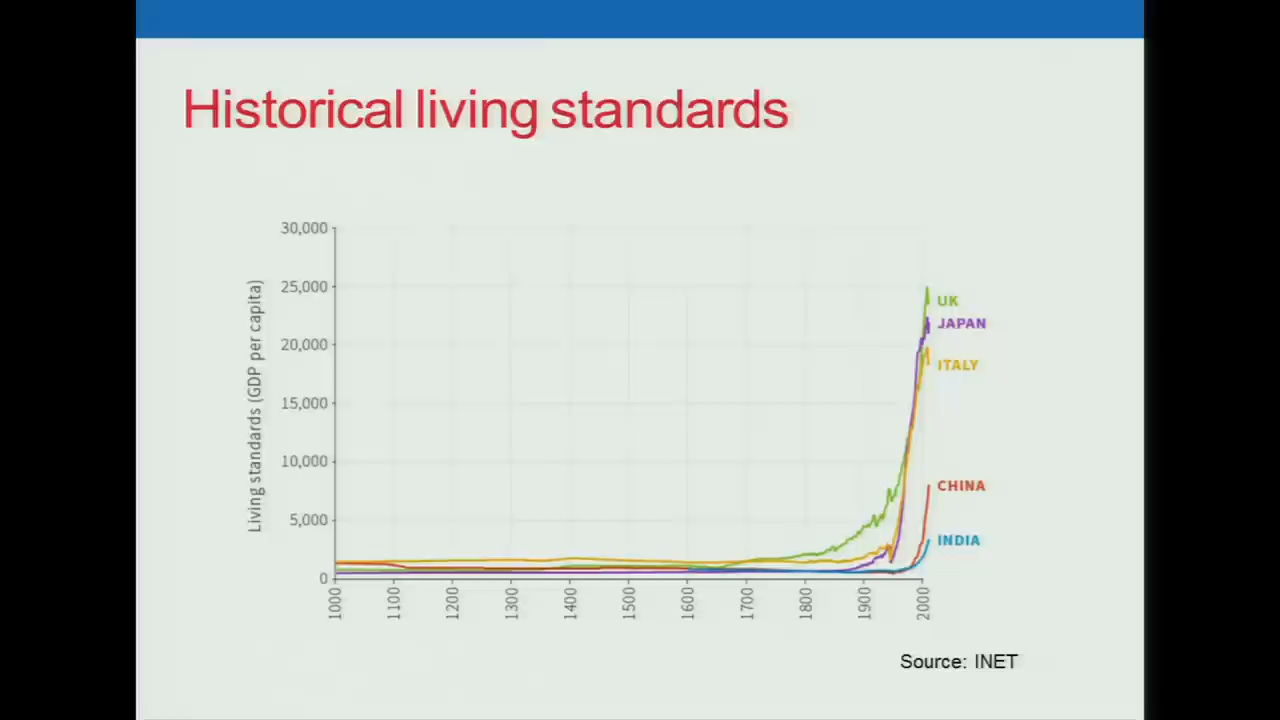 Historical living standards
30,000
25,000
20,000
15,000
10,000
5,000
0
Living standards (GDP per capita)
1000
1100
1200
1300
1400
1500
1600
1700
1800
1900
2000
UK
JAPAN
ITALY
CHINA
INDIA
Source: INET